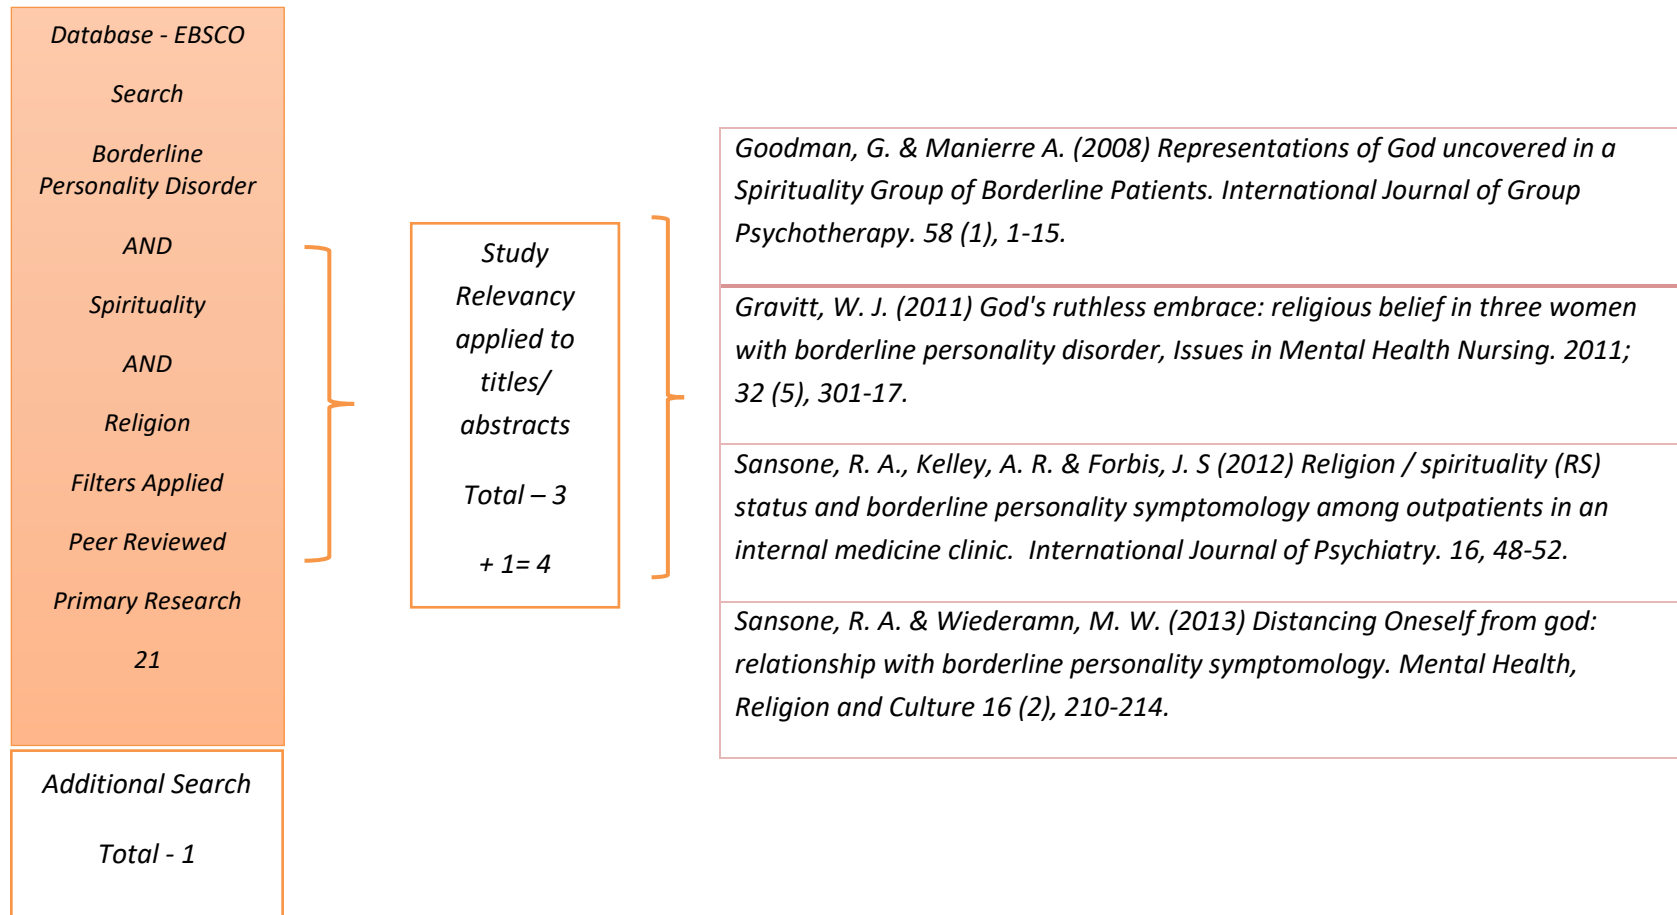 Database - EBSCO
Search
Borderline
Personality Disorder
AND
Spirituality
AND
Religion
Filters Applied
Peer Reviewed
Primary Research
21
Additional Search
Total - 1
Study
Relevancy
applied to
titles/
abstracts
Total – 3
+ 1= 4
Goodman, G. & Manierre A. (2008) Representations of God uncovered in a
Spirituality Group of Borderline Patients. International Journal of Group
Psychotherapy. 58 (1), 1-15.
Gravitt, W. J. (2011) God's ruthless embrace: religious belief in three women
with borderline personality disorder, Issues in Mental Health Nursing. 2011;
32 (5), 301-17.
Sansone, R. A., Kelley, A. R. & Forbis, J. S (2012) Religion / spirituality (RS)
status and borderline personality symptomology among outpatients in an
internal medicine clinic. International Journal of Psychiatry. 16, 48-52.
Sansone, R. A. & Wiederamn, M. W. (2013) Distancing Oneself from god:
relationship with borderline personality symptomology. Mental Health,
Religion and Culture 16 (2), 210-214.